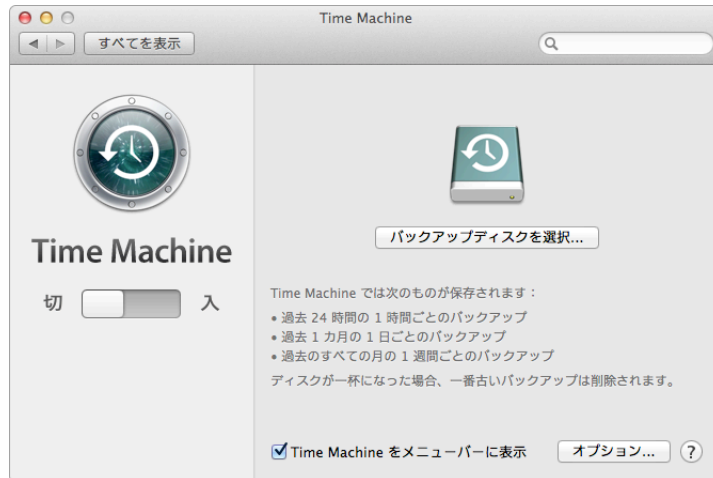 Time Machine
すべてを表示
Time Machine
切 入
バックアップディスクを選択...
Time Machine では次のものが保存されます：
• 過去 24 時間の 1 時間ごとのバックアップ
• 過去 1 カ月の 1 日ごとのバックアップ
• 過去のすべての月の 1 週間ごとのバックアップ
ディスクが一杯になった場合、一番古いバックアップは削除されます。
Time Machine をメニューバーに表示
オプション... ?